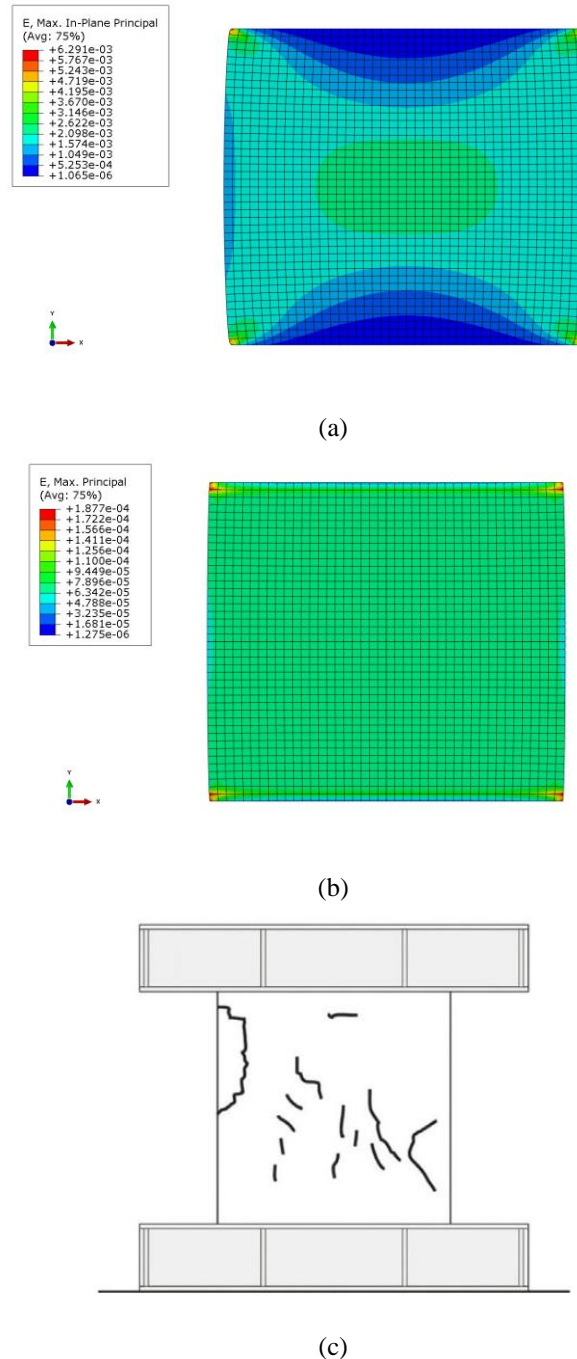 E, Max. In-Plane Principal
(Avg: 75%)
+6.291e-03
+5.767e-03
+5.243e-03
+4.719e-03
+4.195e-03
+3.670e-03
+3.146e-03
+2.622e-03
+2.098e-03
+1.574e-03
+1.049e-03
+5.253e-04
+1.065e-06
Y
X
(a)
E, Max. Principal
(Avg: 75%)
+1.877e-04
+1.722e-04
+1.566e-04
+1.411e-04
+1.256e-04
+1.100e-04
+9.449e-05
+7.896e-05
+6.342e-05
+4.788e-05
+3.235e-05
+1.681e-05
+1.275e-06
Y
X
(b)
(c)